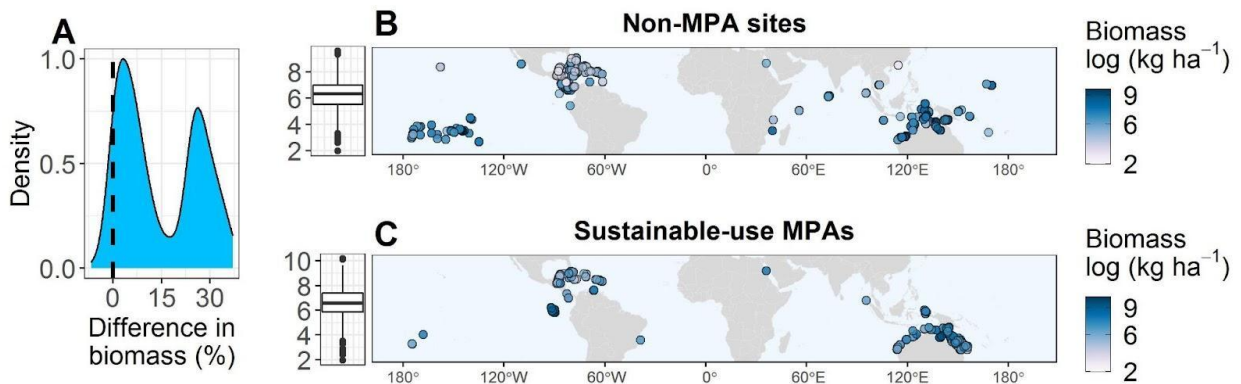 A
1.0
0.5
0.0
Density
0 15 30
Difference in
biomass (%)
B
Non-MPA sites
8
6
4
2
180° 120°W 60°W 0° 60°E 120°E 180°
Biomass
log (kg ha⁻¹)
9
6
2
C
Sustainable-use MPAs
10
8
6
4
2
180° 120°W 60°W 0° 60°E 120°E 180°
Biomass
log (kg ha⁻¹)
9
6
2